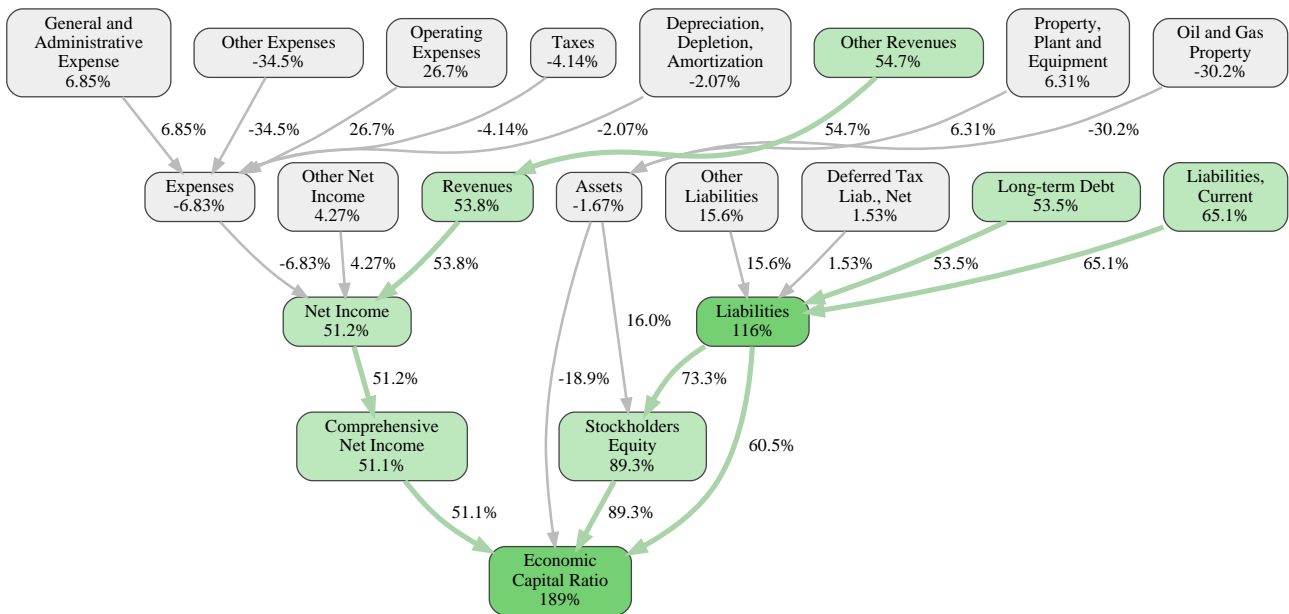 General and
Administrative
Expense
6.85%
Other Expenses
-34.5%
Operating
Expenses
26.7%
Taxes
-4.14%
Depreciation,
Depletion,
Amortization
-2.07%
Other Revenues
54.7%
Property,
Plant and
Equipment
6.31%
Oil and Gas
Property
-30.2%
6.85%
-34.5%
26.7%
-4.14%
-2.07%
54.7%
6.31%
-30.2%
Expenses
-6.83%
Other Net
Income
4.27%
Revenues
53.8%
Assets
-1.67%
Other
Liabilities
15.6%
Deferred Tax
Liab., Net
1.53%
Long-term Debt
53.5%
Liabilities,
Current
65.1%
-6.83%
4.27%
53.8%
15.6%
1.53%
53.5%
65.1%
Net Income
51.2%
16.0%
Liabilities
116%
51.2%
-18.9%
73.3%
Comprehensive
Net Income
51.1%
Stockholders
Equity
89.3%
60.5%
51.1%
89.3%
Economic
Capital Ratio
189%